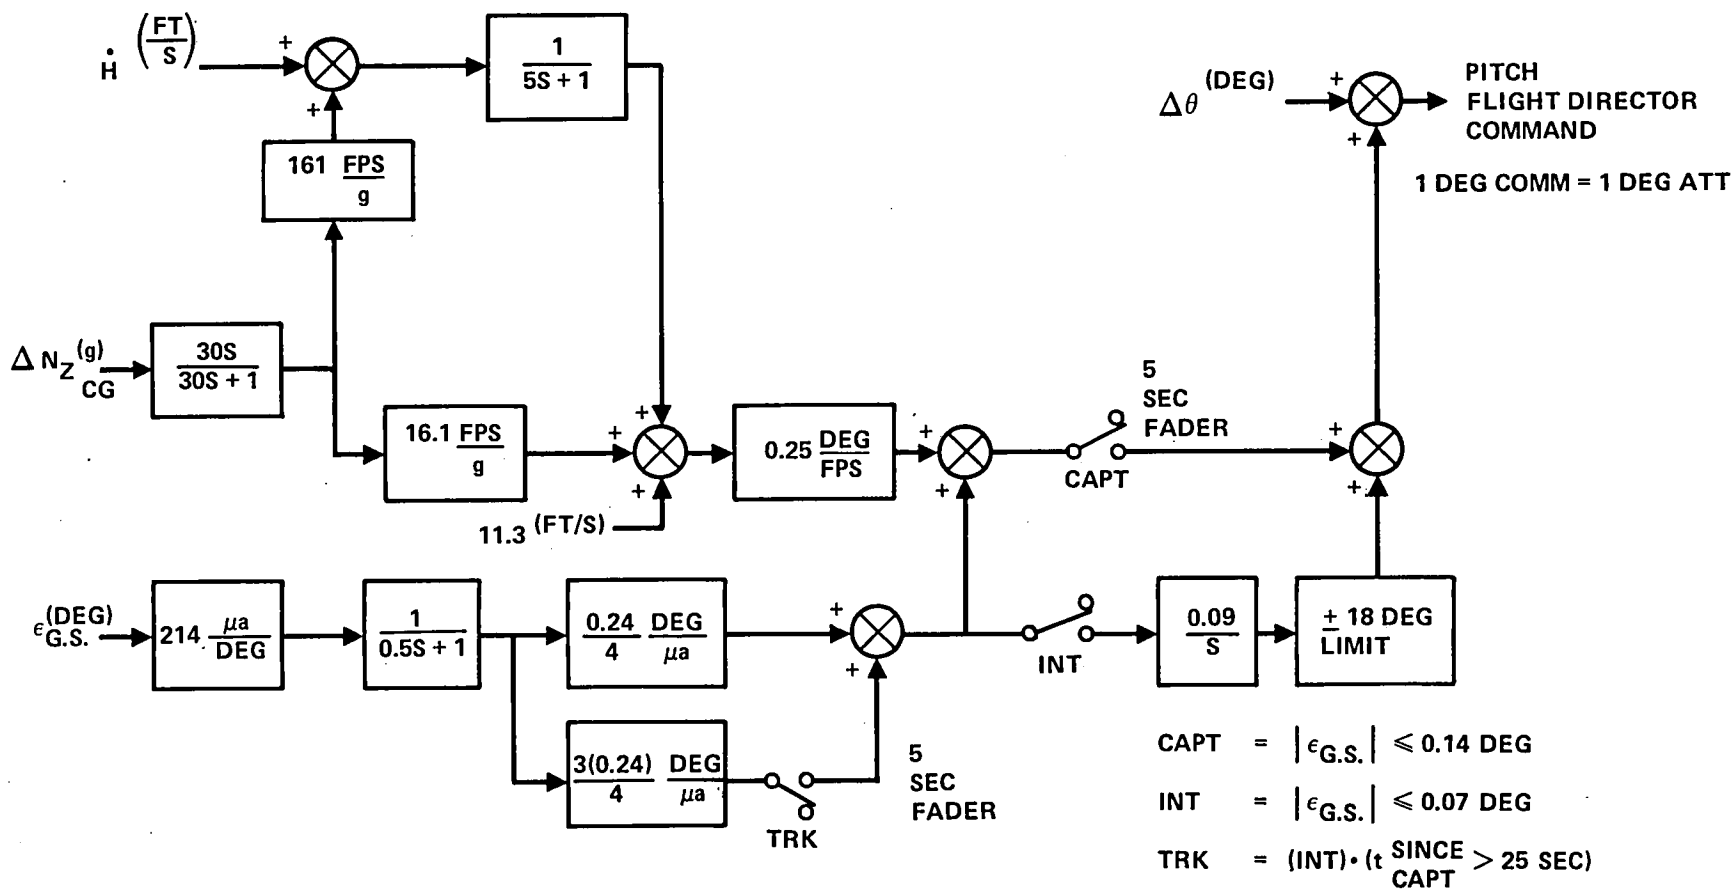 Ḣ (FT/S)
+
+
1
5S + 1
161 FPS/g
Δ N_Z (g) CG
30S
30S + 1
16.1 FPS/g
+
+
+
11.3 (FT/S)
0.25 DEG/FPS
+
+
5
SEC
FADER
CAPT
+
+
Δθ (DEG)
+
+
PITCH
FLIGHT DIRECTOR
COMMAND
1 DEG COMM = 1 DEG ATT
ε G.S. (DEG)
214 μa/DEG
1
0.5S + 1
0.24/4 DEG/μa
+
+
3(0.24)/4 DEG/μa
TRK
5
SEC
FADER
INT
0.09
S
± 18 DEG
LIMIT
CAPT = |ε G.S.| ⩽ 0.14 DEG
INT = |ε G.S.| ⩽ 0.07 DEG
TRK = (INT)•(t SINCE CAPT > 25 SEC)